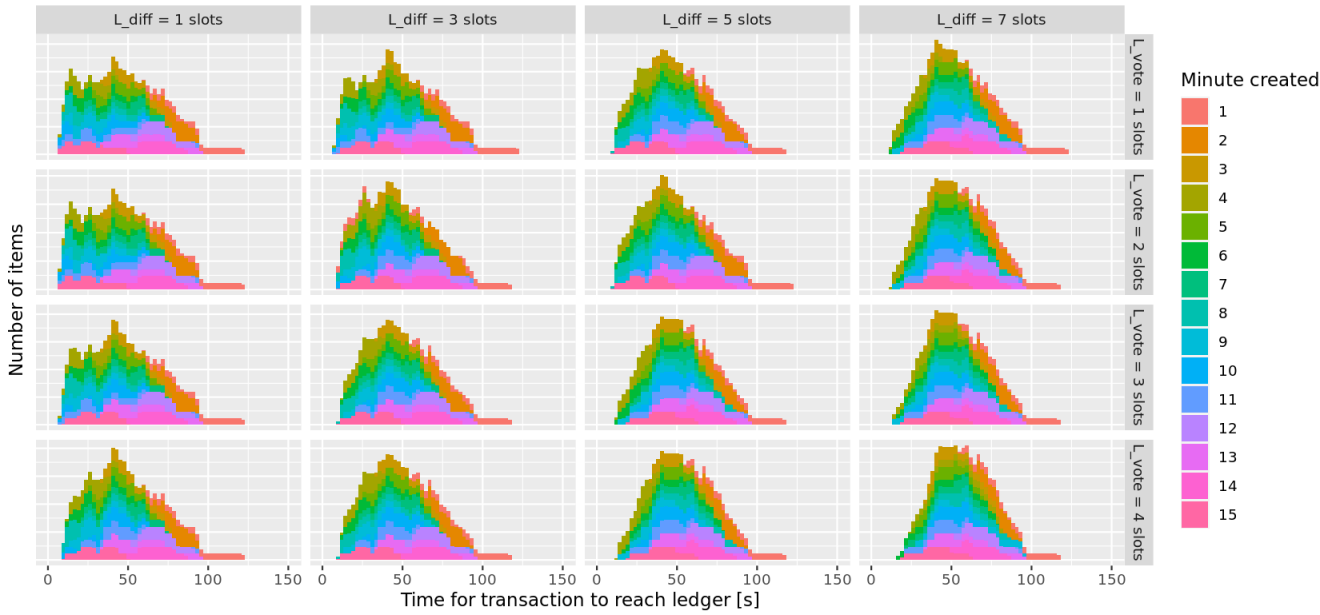 L_diff = 1 slots
L_diff = 3 slots
L_diff = 5 slots
L_diff = 7 slots
L_vote = 1 slots
L_vote = 2 slots
L_vote = 3 slots
L_vote = 4 slots
Number of items
0 50 100 150
0 50 100 150
0 50 100 150
0 50 100 150
Time for transaction to reach ledger [s]
Minute created
1
2
3
4
5
6
7
8
9
10
11
12
13
14
15